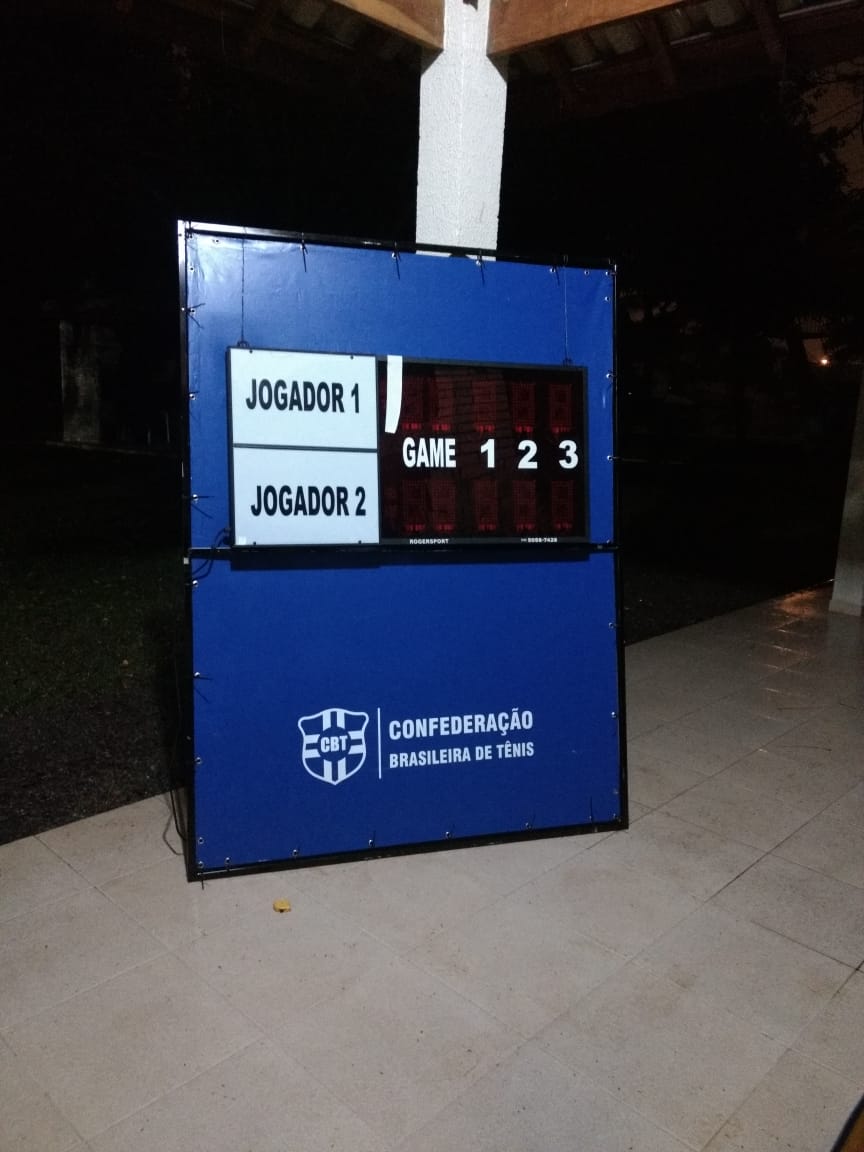 JOGADOR 1
GAME 1 2 3
JOGADOR 2
ROGERSPORT
CBT
CONFEDERAÇÃO
BRASILEIRA DE TÊNIS